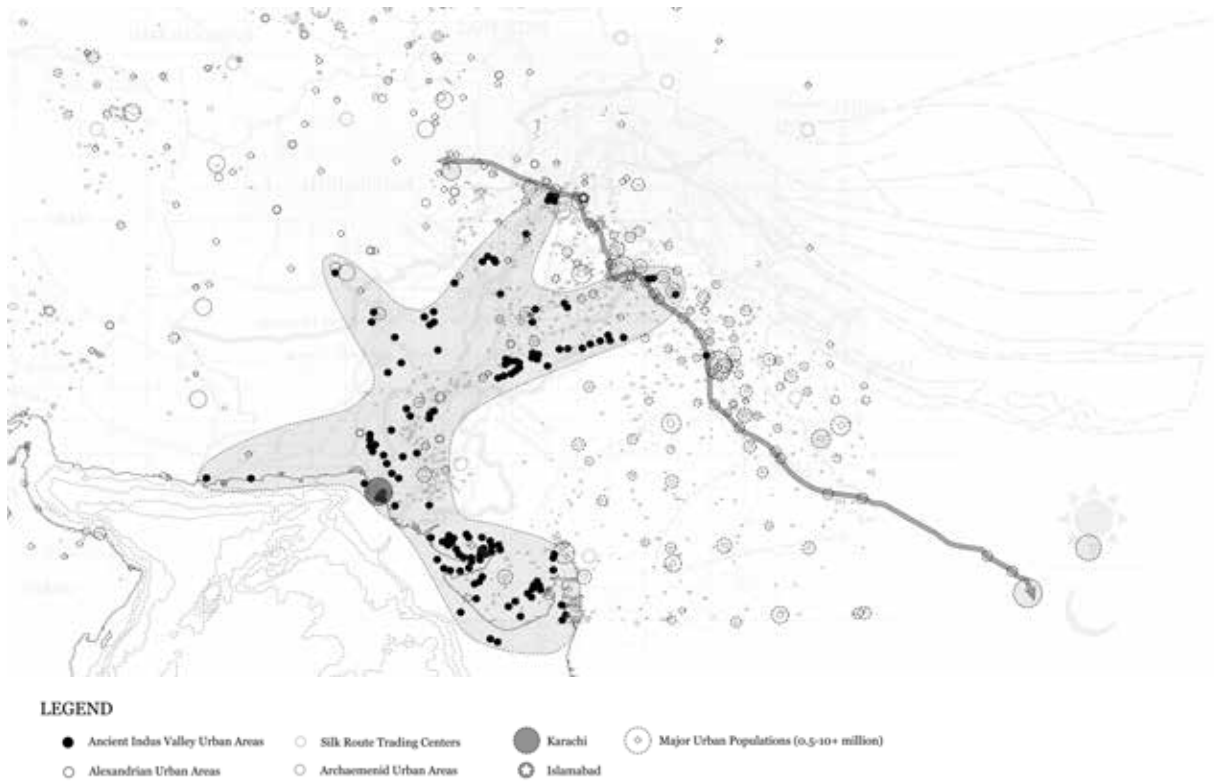 LEGEND
Ancient Indus Valley Urban Areas
Silk Route Trading Centers
Karachi
Major Urban Populations (0.5-10+ million)
Alexandrian Urban Areas
Archaemenid Urban Areas
Islamabad